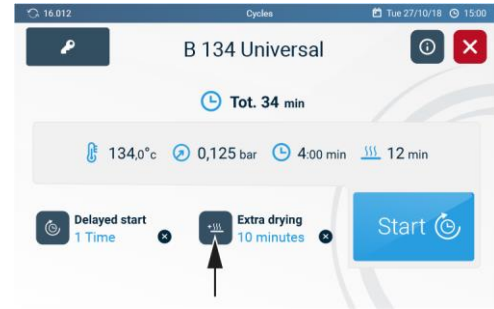 16.012 Cycles Tue 27/10/18 15:00
B 134 Universal
Tot. 34 min
134,0°c 0,125 bar 4:00 min 12 min
Delayed start Extra drying
1 Time 10 minutes
Start